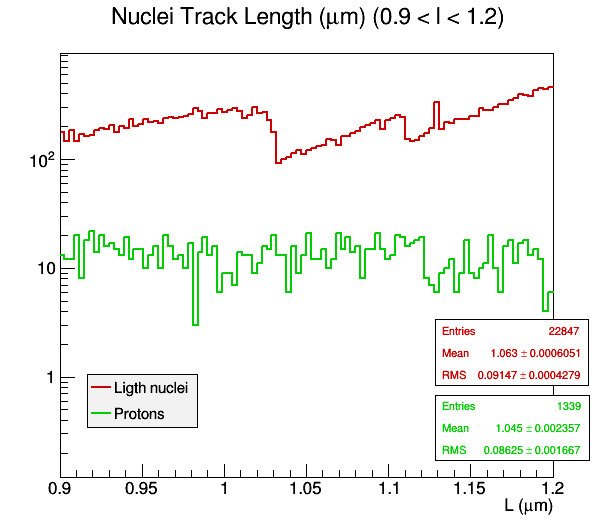 Nuclei Track Length (μm) (0.9 < l < 1.2)
10²
10
1
Entries 22847
Mean 1.063 ± 0.0006051
RMS 0.09147 ± 0.0004279
Ligth nuclei
Protons
Entries 1339
Mean 1.045 ± 0.002357
RMS 0.08625 ± 0.001667
0.9 0.95 1 1.05 1.1 1.15 1.2
L (μm)